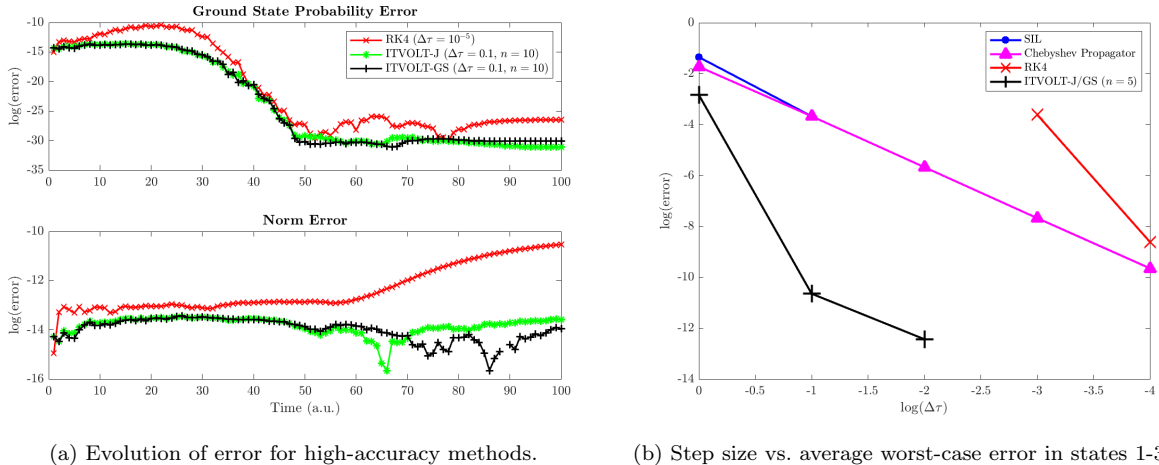 Ground State Probability Error
-10
-15
-20
-25
-30
-35
log(error)
RK4 (Δτ = 10⁻⁵)
ITVOLT-J (Δτ = 0.1, n = 10)
ITVOLT-GS (Δτ = 0.1, n = 10)
0 10 20 30 40 50 60 70 80 90 100
Norm Error
-10
-12
-14
-16
log(error)
0 10 20 30 40 50 60 70 80 90 100
Time (a.u.)
(a) Evolution of error for high-accuracy methods.
0
-2
-4
-6
-8
-10
-12
-14
log(error)
SIL
Chebyshev Propagator
RK4
ITVOLT-J/GS (n = 5)
0 -0.5 -1 -1.5 -2 -2.5 -3 -3.5 -4
log(Δτ)
(b) Step size vs. average worst-case error in states 1-3